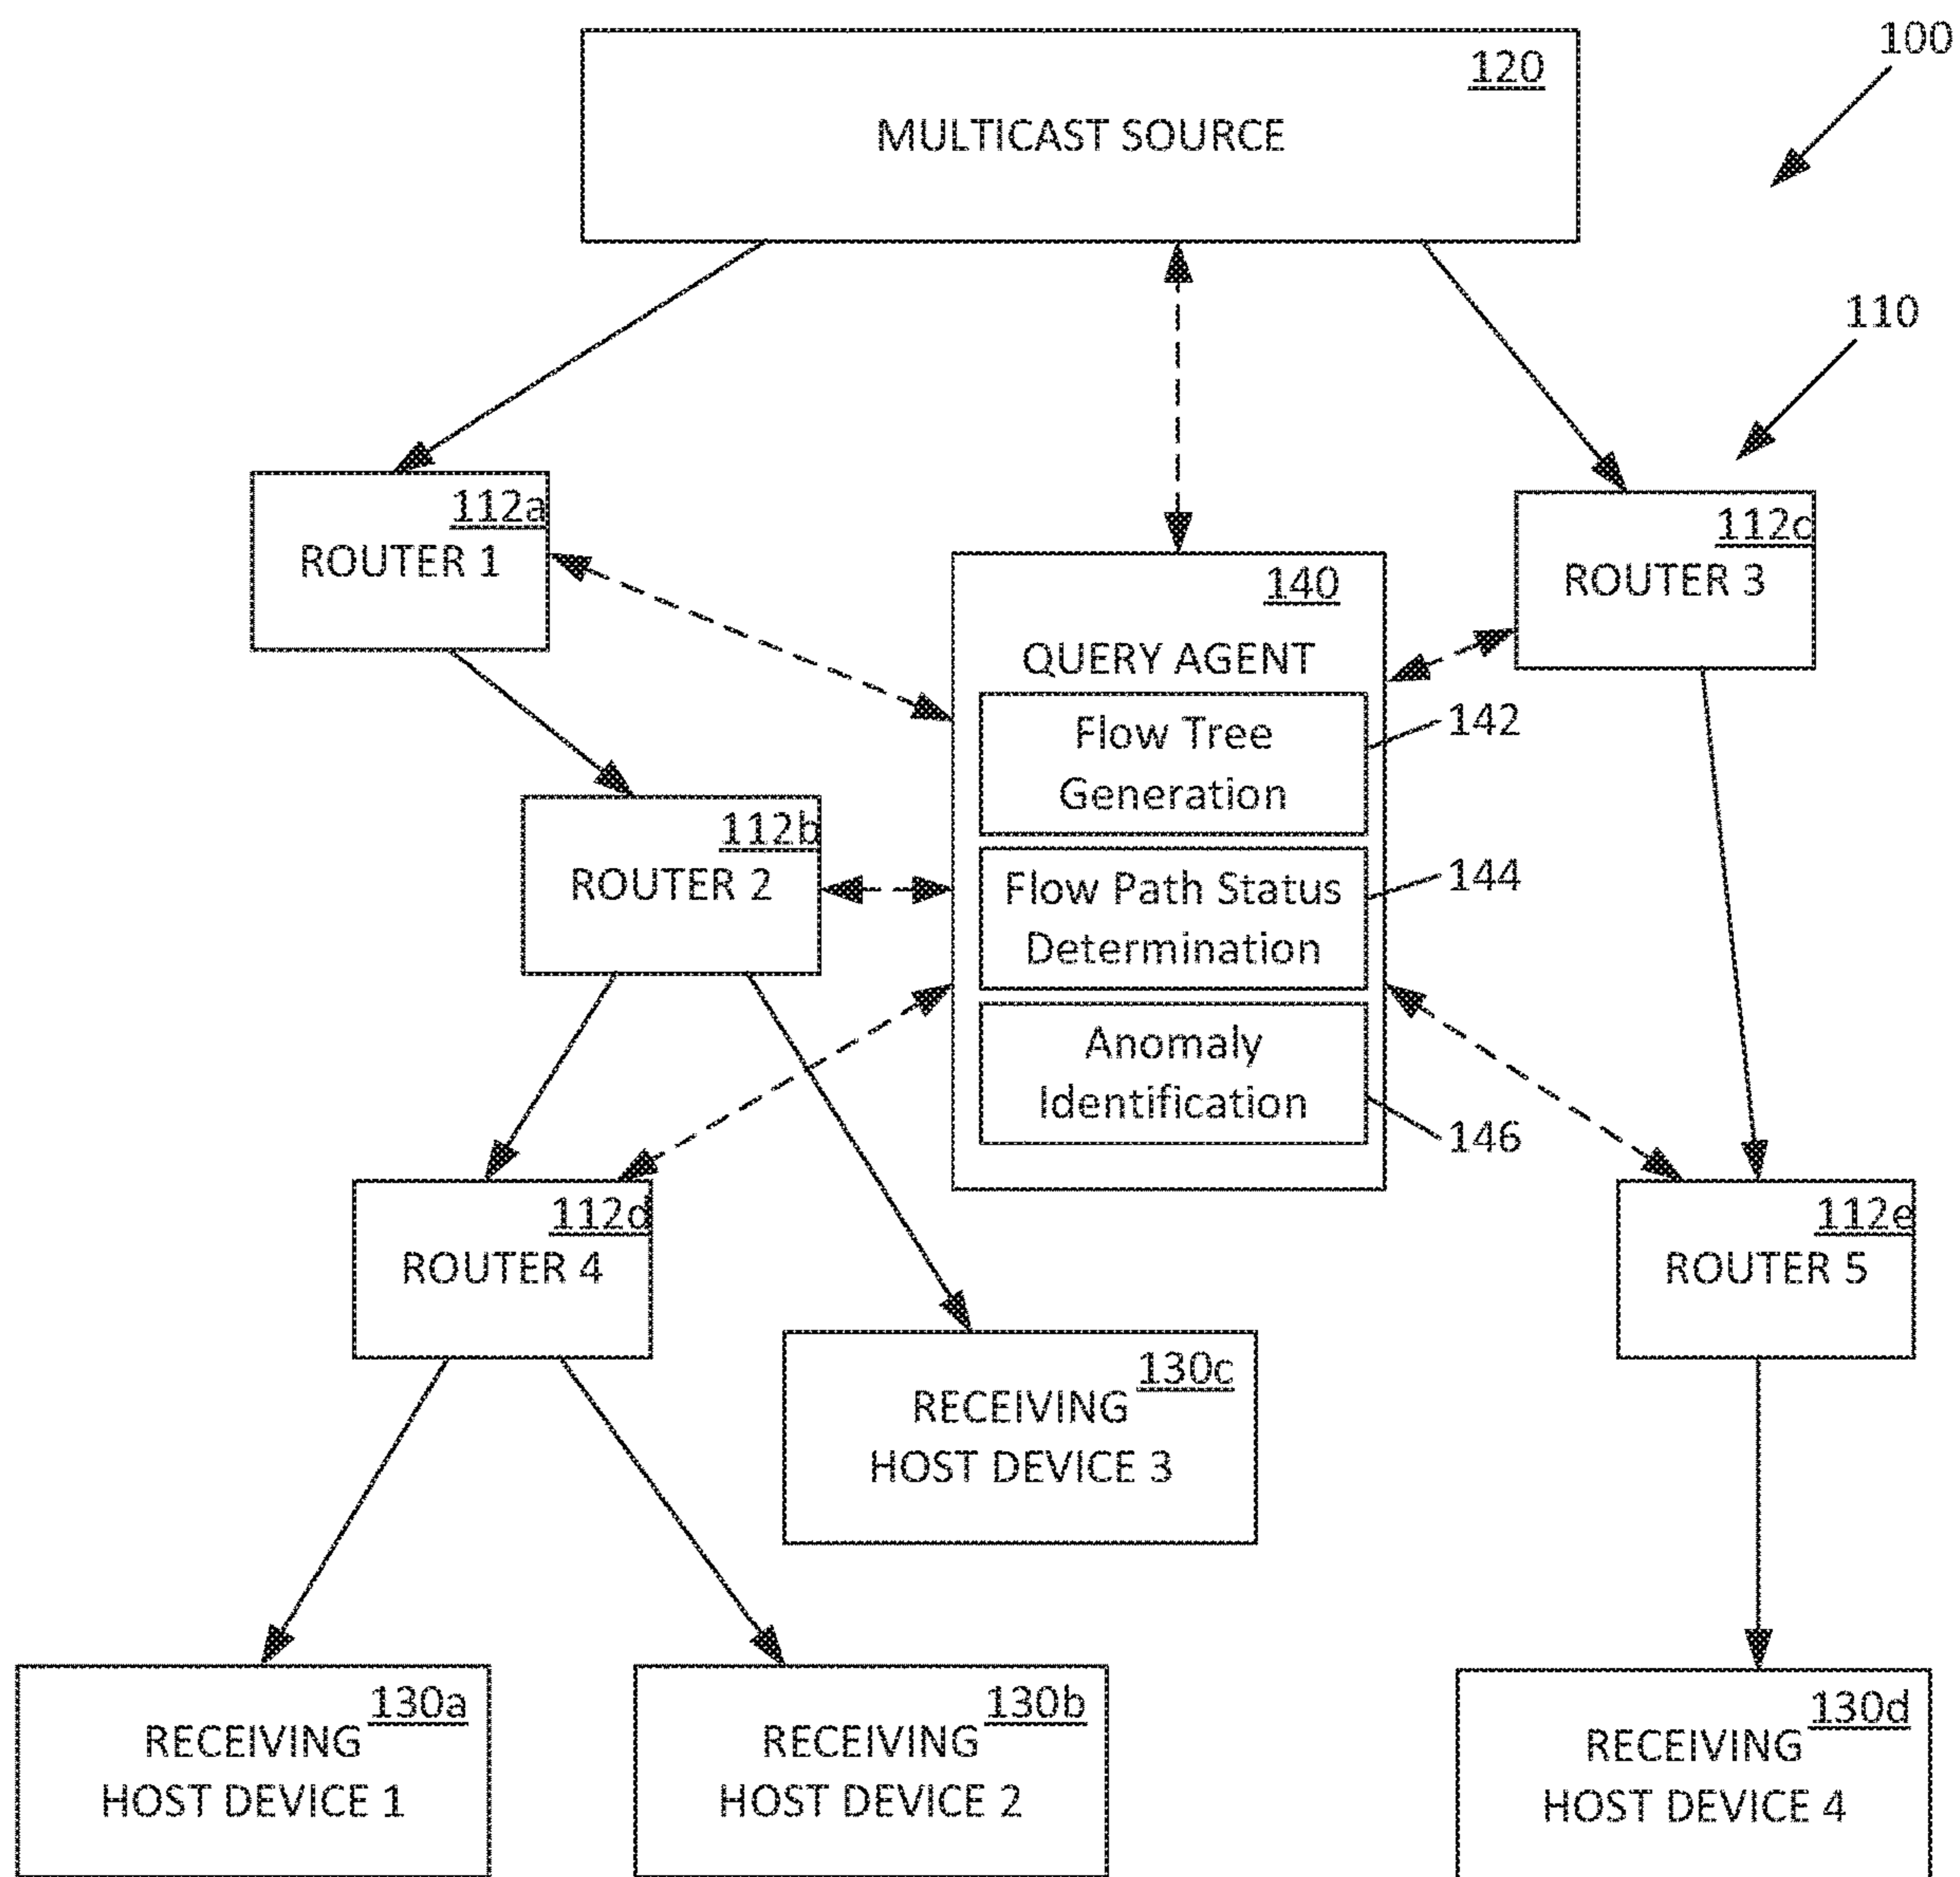 100
120
MULTICAST SOURCE
110
112a
ROUTER 1
112c
ROUTER 3
140
QUERY AGENT
Flow Tree
Generation
142
112b
ROUTER 2
Flow Path Status
Determination
144
Anomaly
Identification
146
112d
ROUTER 4
112e
ROUTER 5
130c
RECEIVING
HOST DEVICE 3
130a
RECEIVING
HOST DEVICE 1
130b
RECEIVING
HOST DEVICE 2
130d
RECEIVING
HOST DEVICE 4